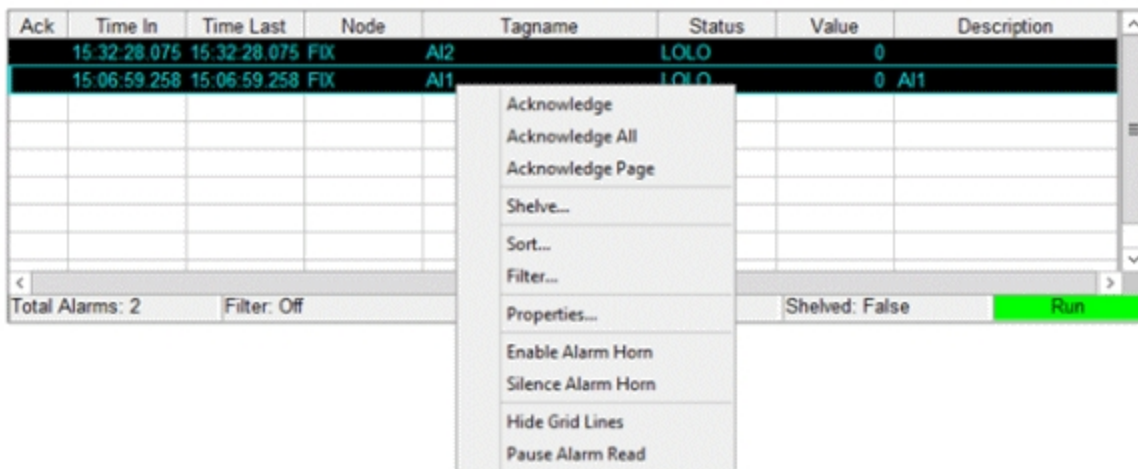 Ack Time In Time Last Node Tagname Status Value Description
15:32:28.075 15:32:28.075 FIX AI2 LOLO 0
15:06:59.258 15:06:59.258 FIX AI1 LOLO 0 AI1
Acknowledge
Acknowledge All
Acknowledge Page
Shelve...
Sort...
Filter...
Total Alarms: 2 Filter: Off Shelved: False Run
Properties...
Enable Alarm Horn
Silence Alarm Horn
Hide Grid Lines
Pause Alarm Read